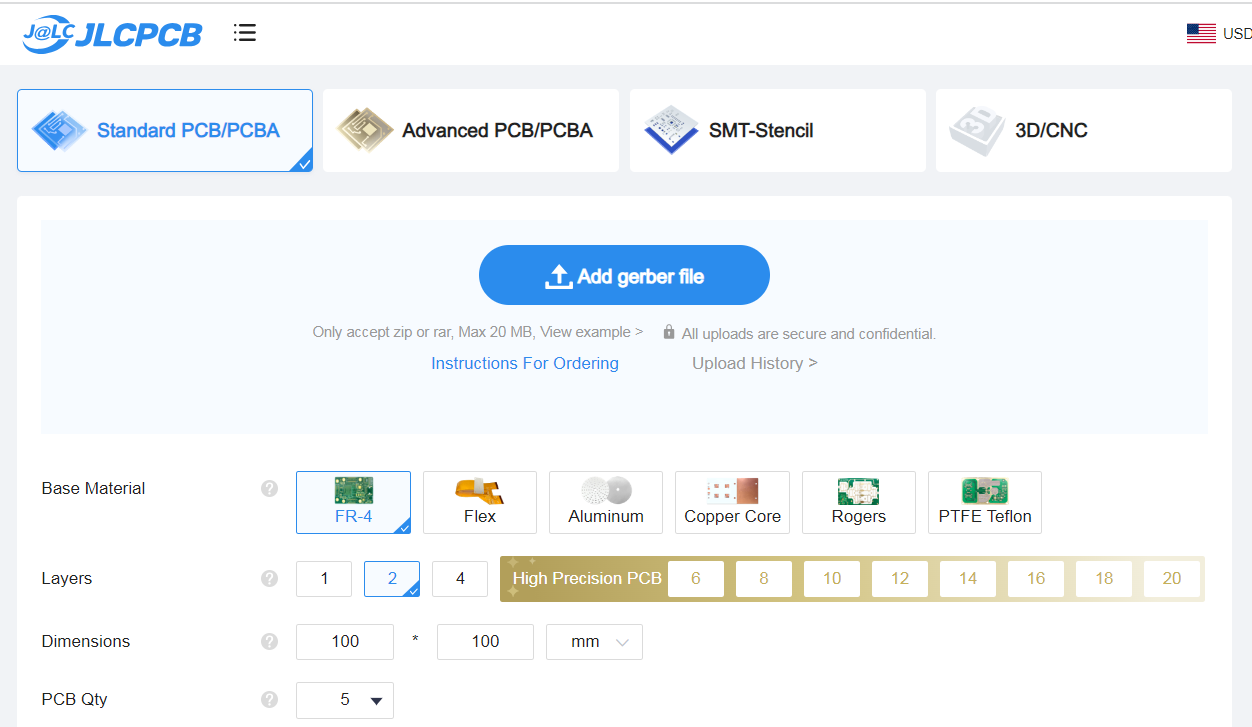 J@LC JLCPCB
USD
Standard PCB/PCBA
Advanced PCB/PCBA
SMT-Stencil
3D
3D/CNC
Add gerber file
Only accept zip or rar, Max 20 MB, View example >
All uploads are secure and confidential.
Instructions For Ordering
Upload History >
Base Material ?
FR-4
Flex
Aluminum
Copper Core
Rogers
PTFE Teflon
Layers ? 1 2 4 High Precision PCB 6 8 10 12 14 16 18 20
Dimensions ? 100 * 100 mm
PCB Qty ? 5